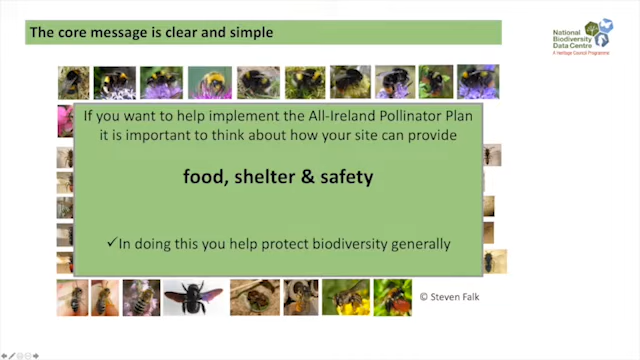 The core message is clear and simple
National
Biodiversity
Data Centre
A Heritage Council Programme
If you want to help implement the All-Ireland Pollinator Plan
it is important to think about how your site can provide
food, shelter & safety
✓In doing this you help protect biodiversity generally
© Steven Falk